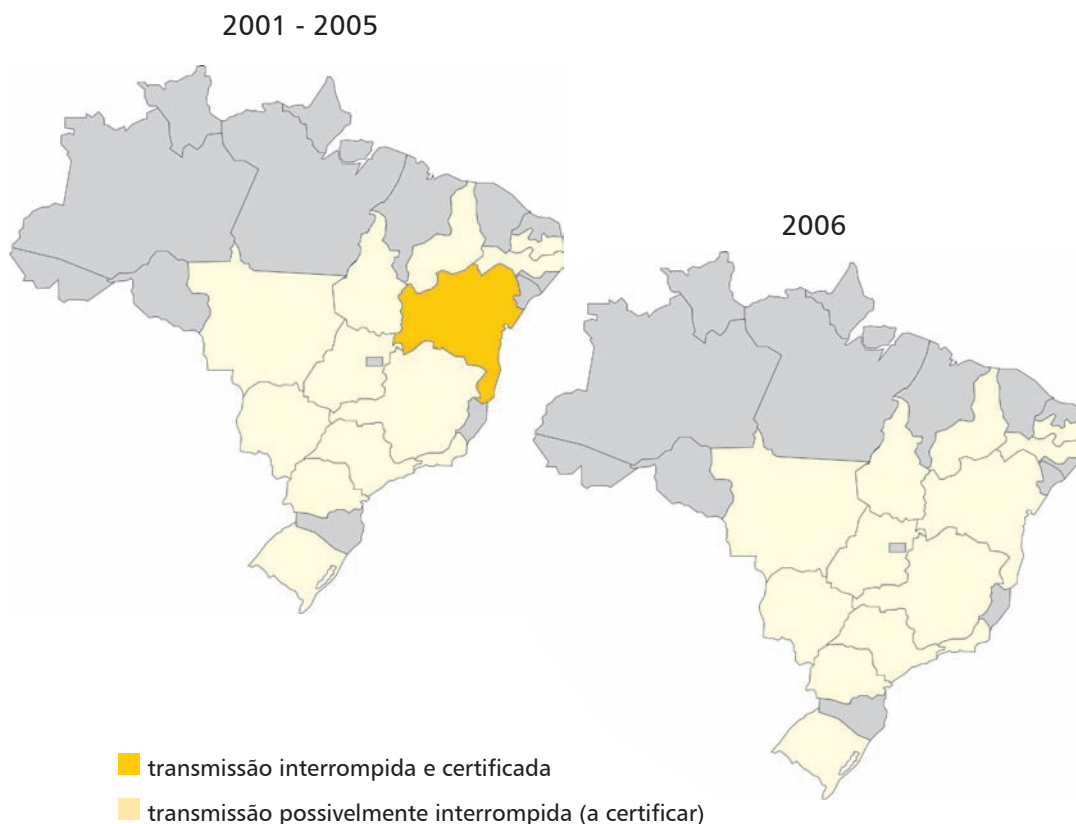 2001 - 2005
2006
transmissão interrompida e certificada
transmissão possivelmente interrompida (a certificar)